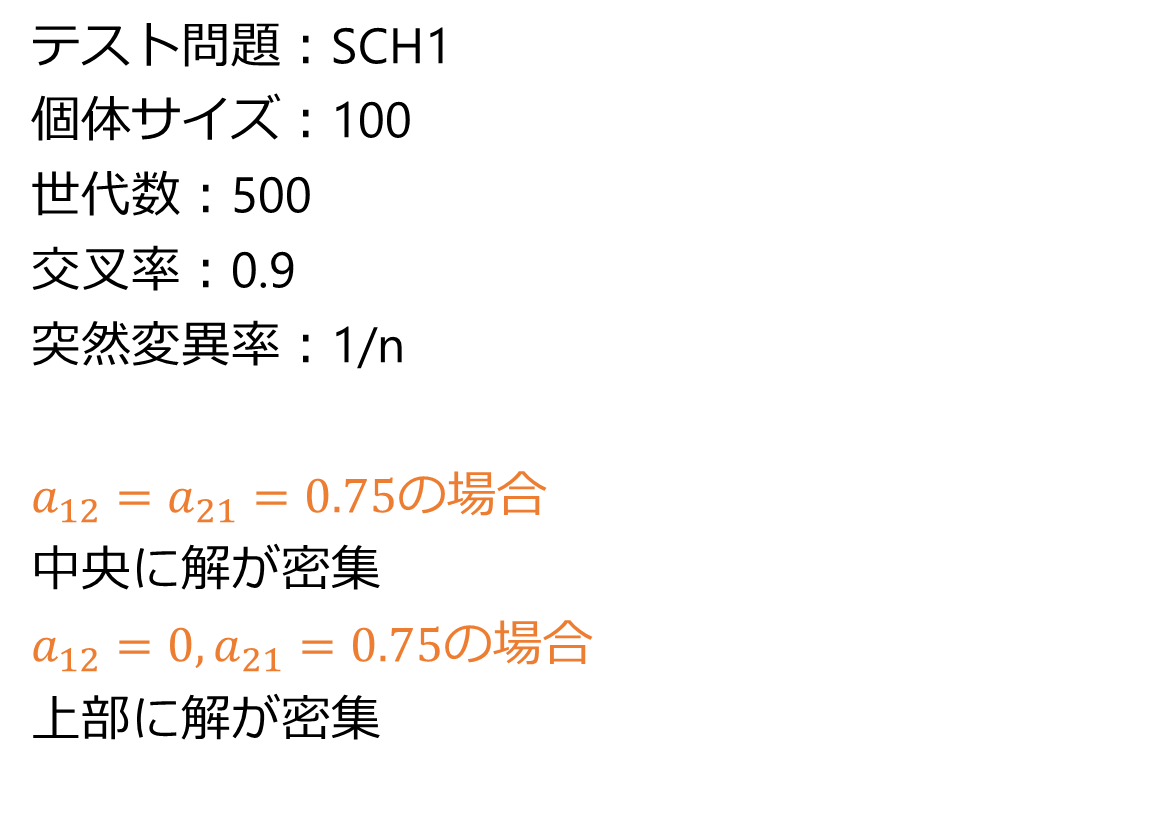 テスト問題：SCH1
個体サイズ：100
世代数：500
交叉率：0.9
突然変異率：1/n
a₁₂ = a₂₁ = 0.75の場合
中央に解が密集
a₁₂ = 0, a₂₁ = 0.75の場合
上部に解が密集